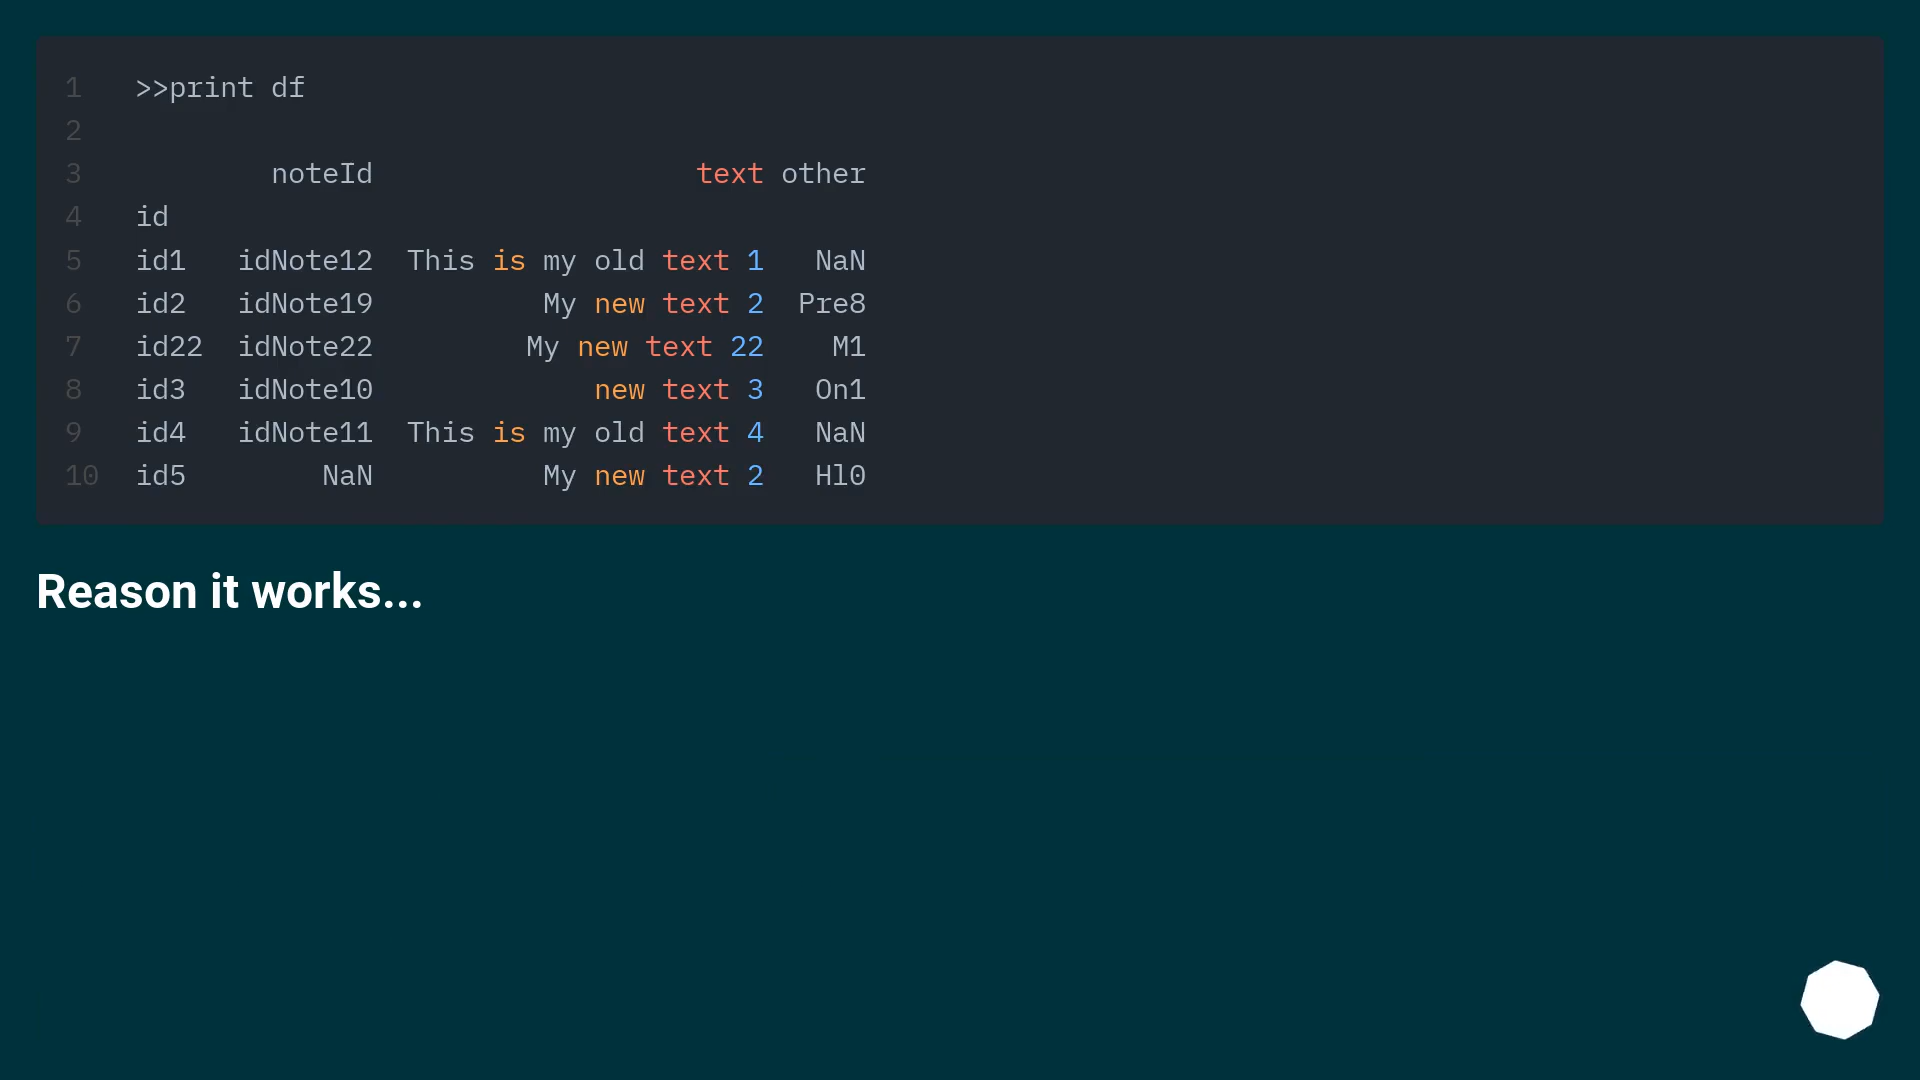 1 >>print df
2
3 noteId text other
4 id
5 id1 idNote12 This is my old text 1 NaN
6 id2 idNote19 My new text 2 Pre8
7 id22 idNote22 My new text 22 M1
8 id3 idNote10 new text 3 On1
9 id4 idNote11 This is my old text 4 NaN
10 id5 NaN My new text 2 Hl0
Reason it works...